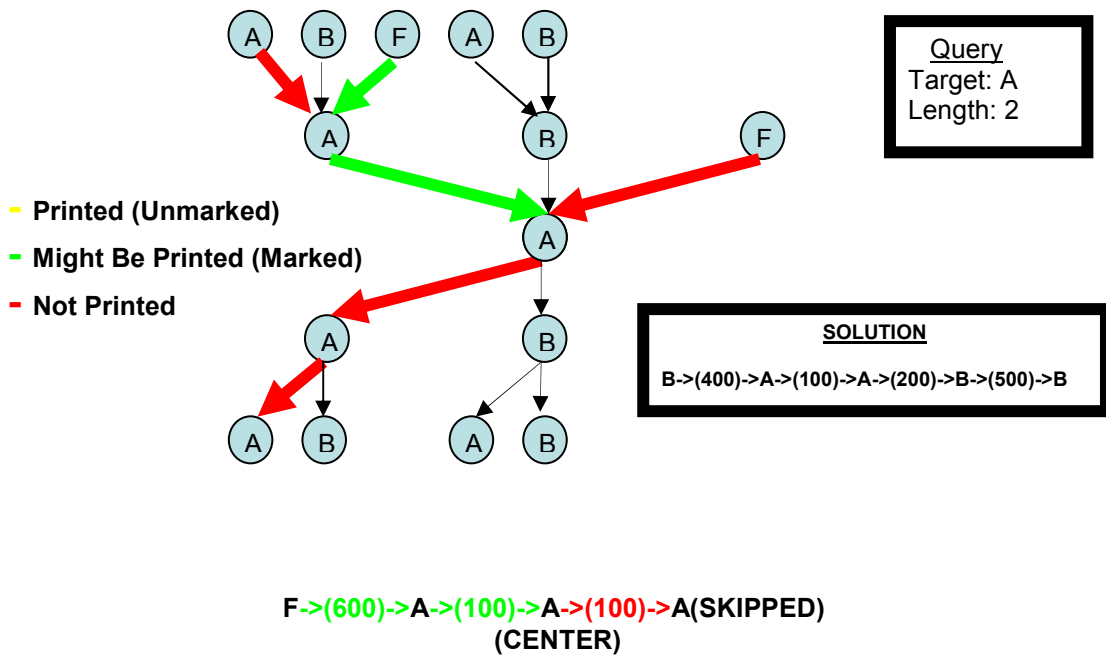 A B F A B
Query
Target: A
Length: 2
A B F
- Printed (Unmarked)
- Might Be Printed (Marked)
- Not Printed
A
A B
SOLUTION
B->(400)->A->(100)->A->(200)->B->(500)->B
A B A B
F->(600)->A->(100)->A->(100)->A(SKIPPED)
(CENTER)